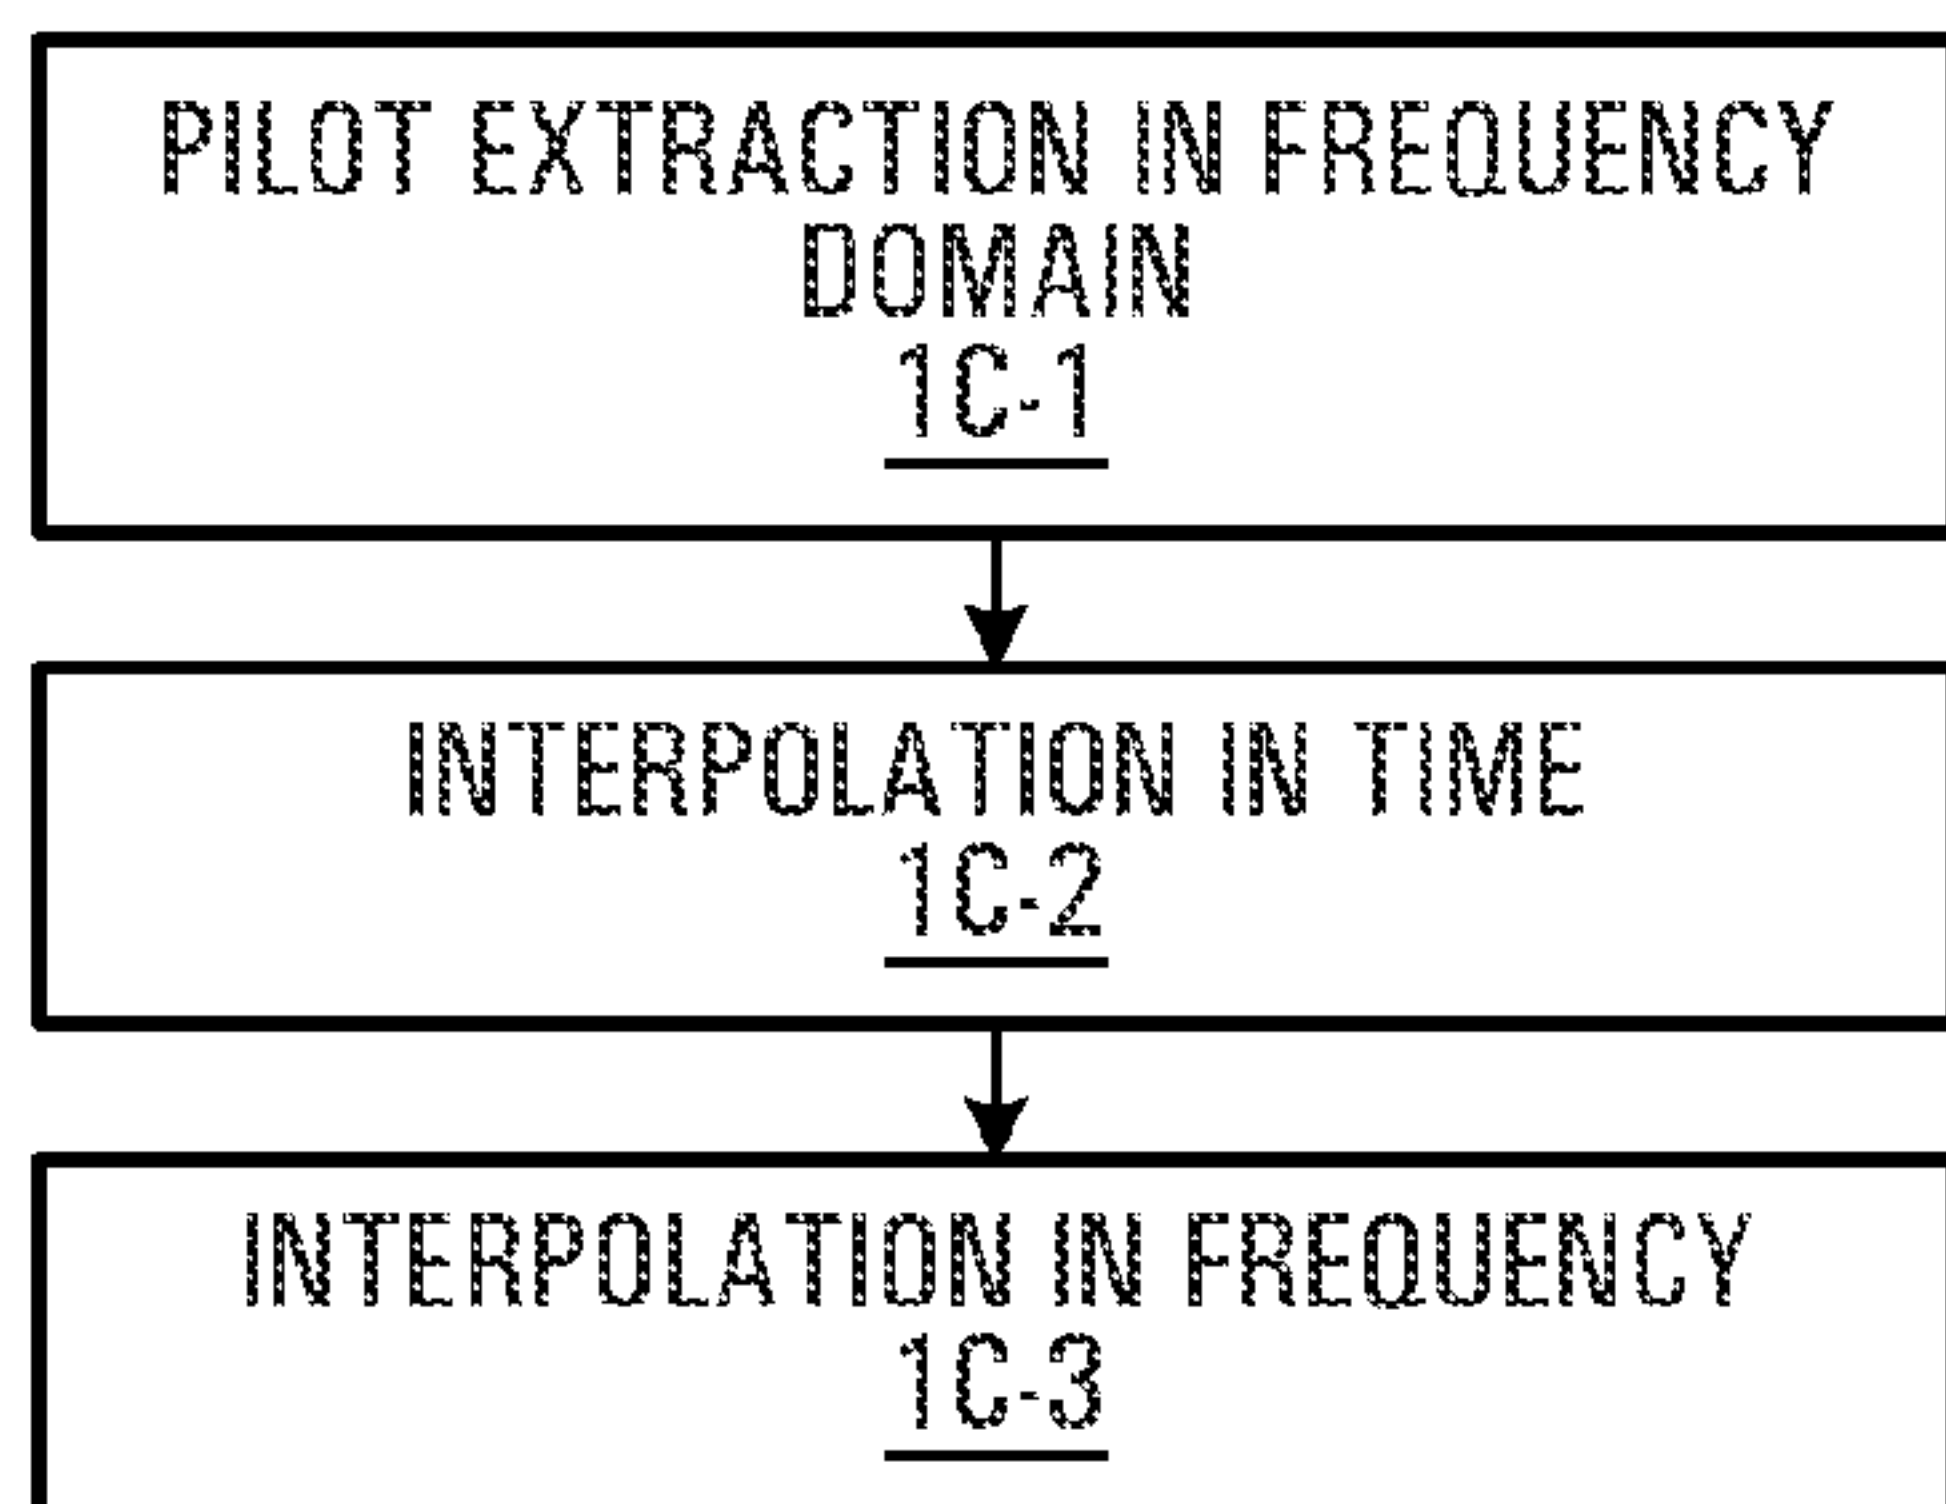 PILOT EXTRACTION IN FREQUENCY
DOMAIN
1C-1
INTERPOLATION IN TIME
1C-2
INTERPOLATION IN FREQUENCY
1C-3